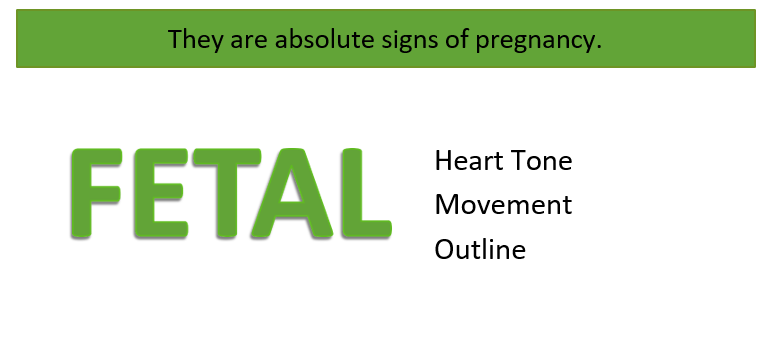 They are absolute signs of pregnancy.
FETAL
Heart Tone
Movement
Outline